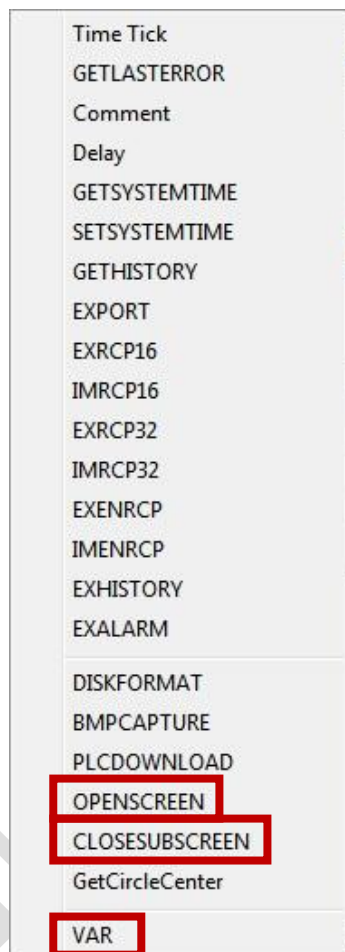 Time Tick
GETLASTERROR
Comment
Delay
GETSYSTEMTIME
SETSYSTEMTIME
GETHISTORY
EXPORT
EXRCP16
IMRCP16
EXRCP32
IMRCP32
EXENRCP
IMENRCP
EXHISTORY
EXALARM
DISKFORMAT
BMPCAPTURE
PLCDOWNLOAD
OPENSCREEN
CLOSESUBSCREEN
GetCircleCenter
VAR